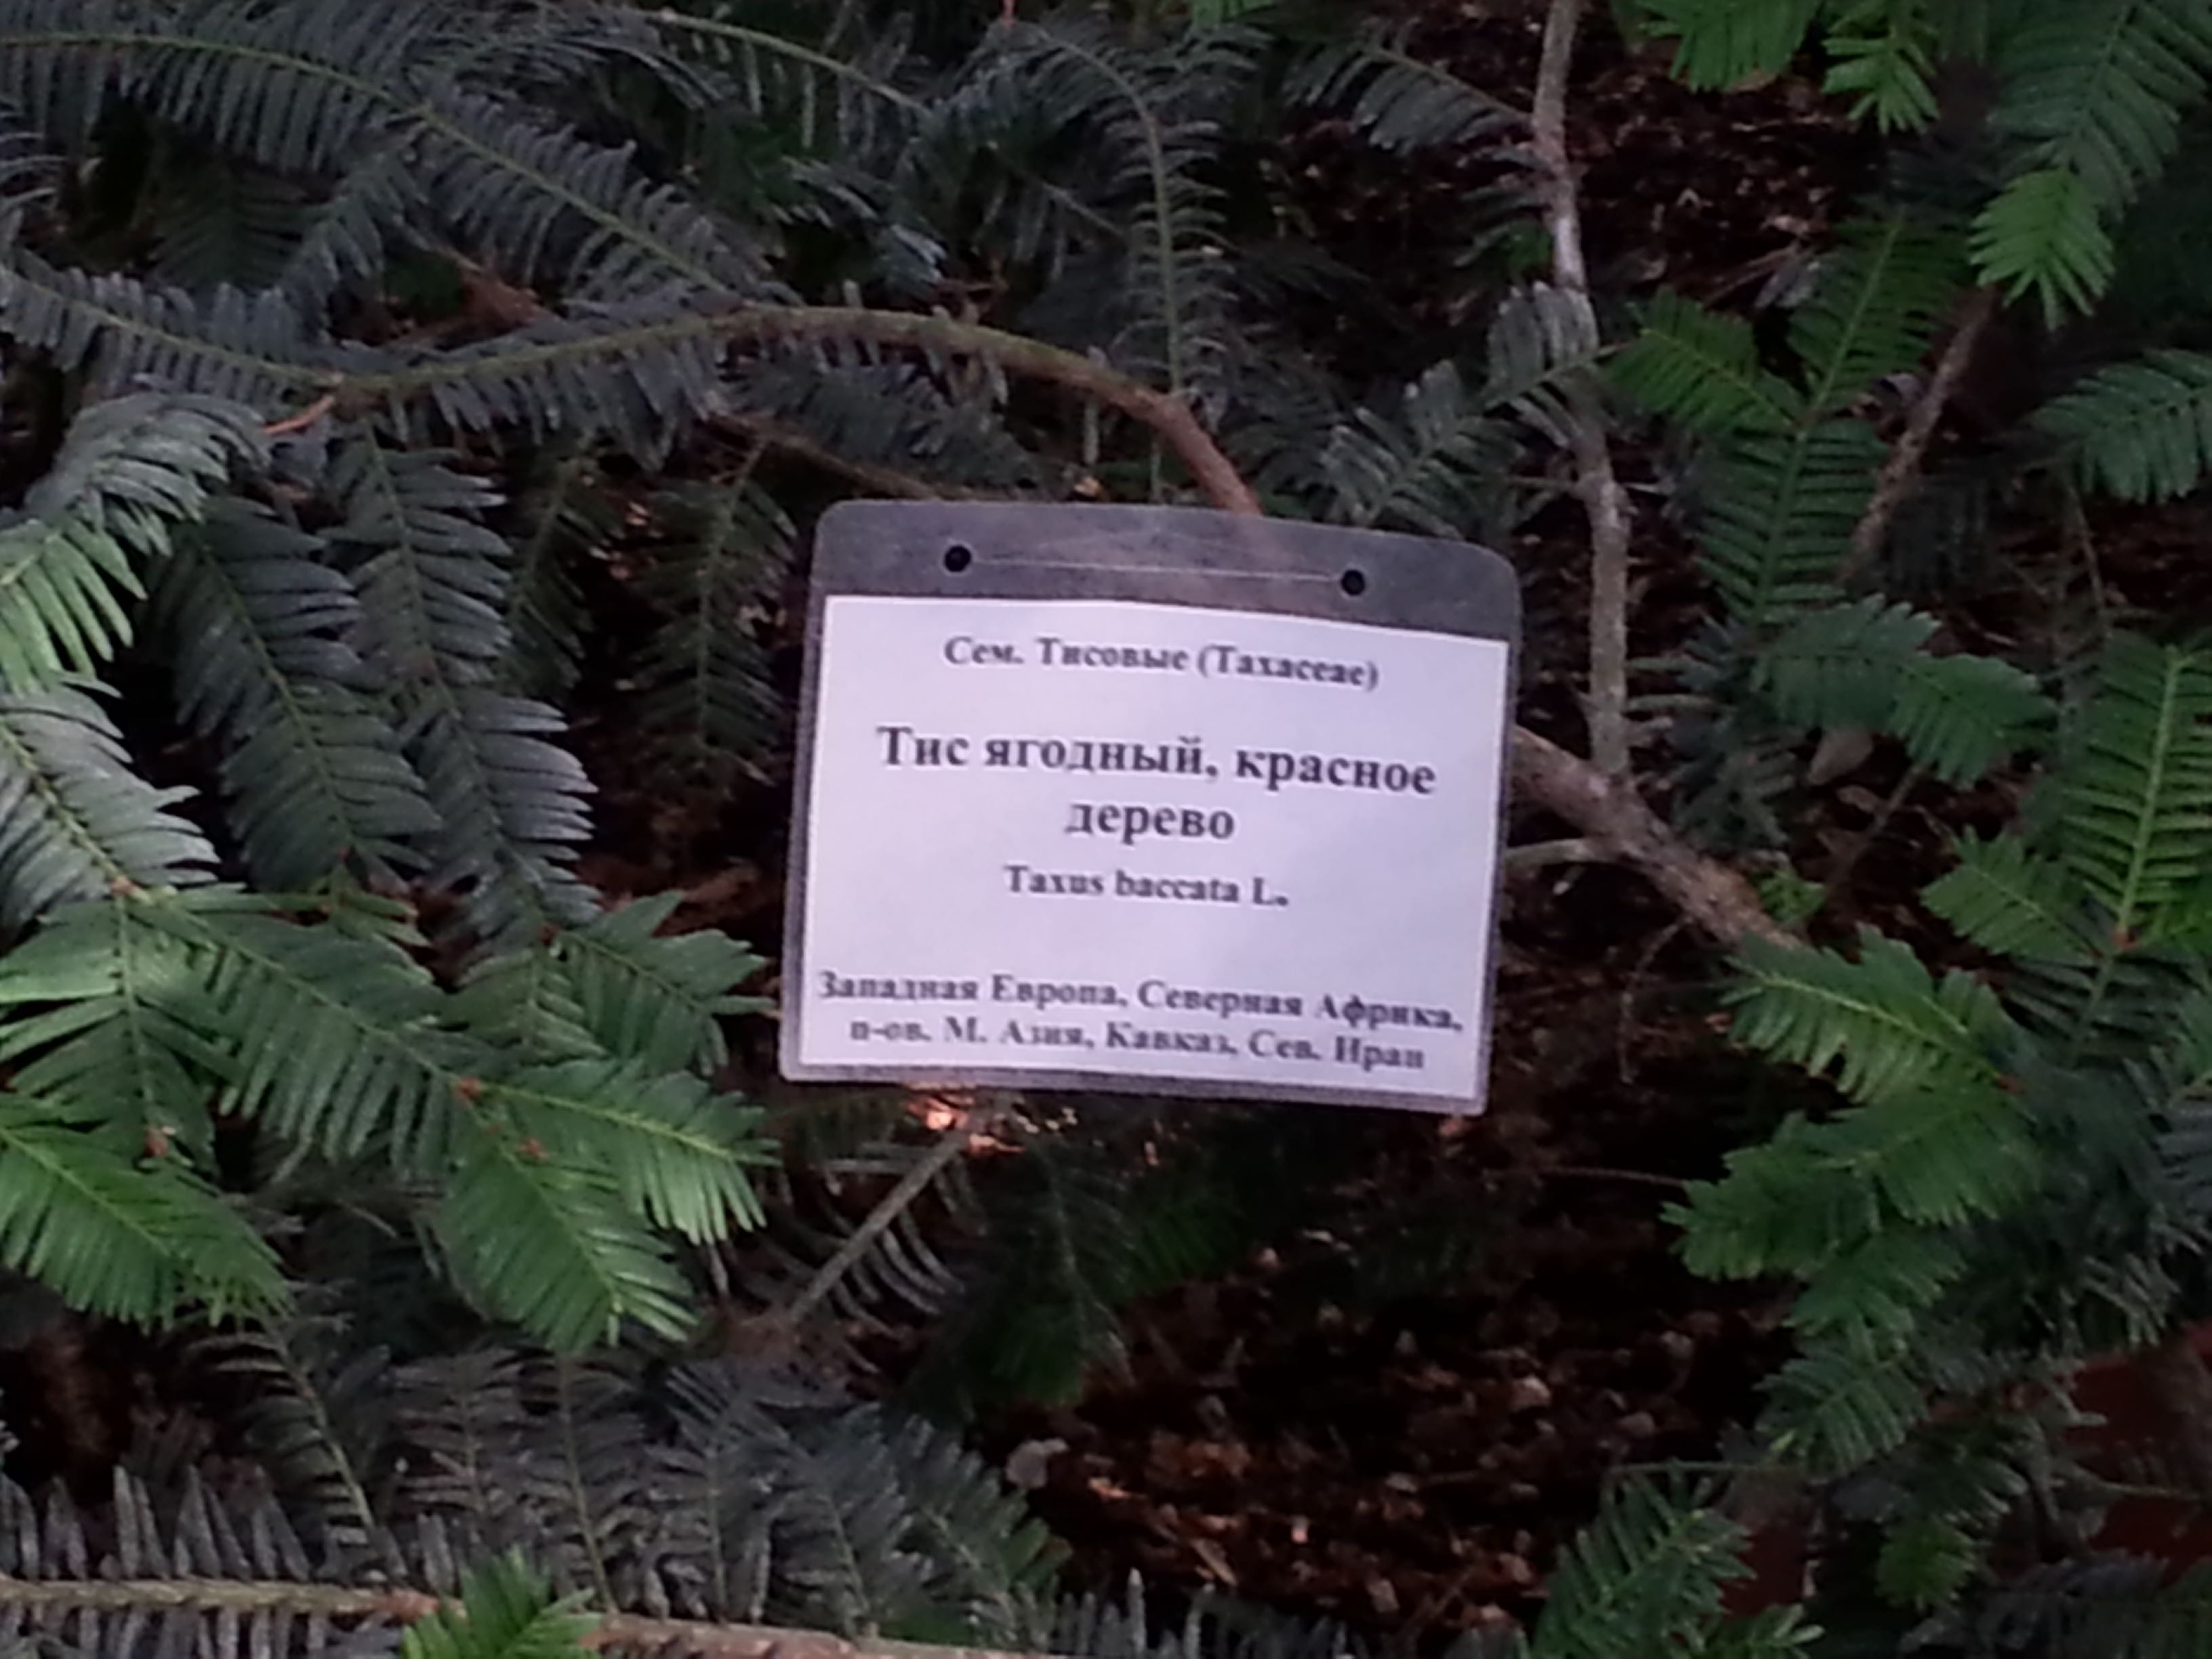 Сем. Тисовые (Taxaceae)
Тис ягодный, красное
дерево
Taxus baccata L.
Западная Европа, Северная Африка,
п-ов. М. Азия, Кавказ, Сев. Иран